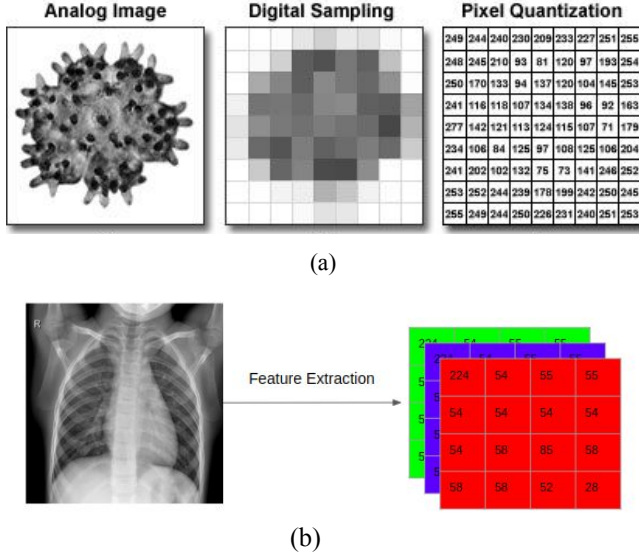 Analog Image Digital Sampling Pixel Quantization
249 244 240 230 209 233 227 251 255
248 245 210 93 81 120 97 193 254
250 170 133 94 137 120 104 145 253
241 116 118 107 134 138 96 92 163
277 142 121 113 124 115 107 71 179
234 106 84 125 97 108 125 106 204
241 202 102 132 75 73 141 246 252
253 252 244 239 178 199 242 250 245
255 249 244 250 226 231 240 251 253
(a)
R
Feature Extraction
224 54 55 55
54 54 54 54
54 58 85 58
58 58 52 28
(b)